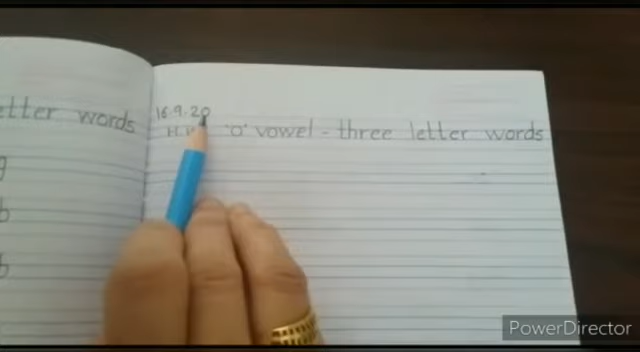 etter words
16.9.20
H.W 'O' vowel - three letter words
g
b
b
PowerDirector